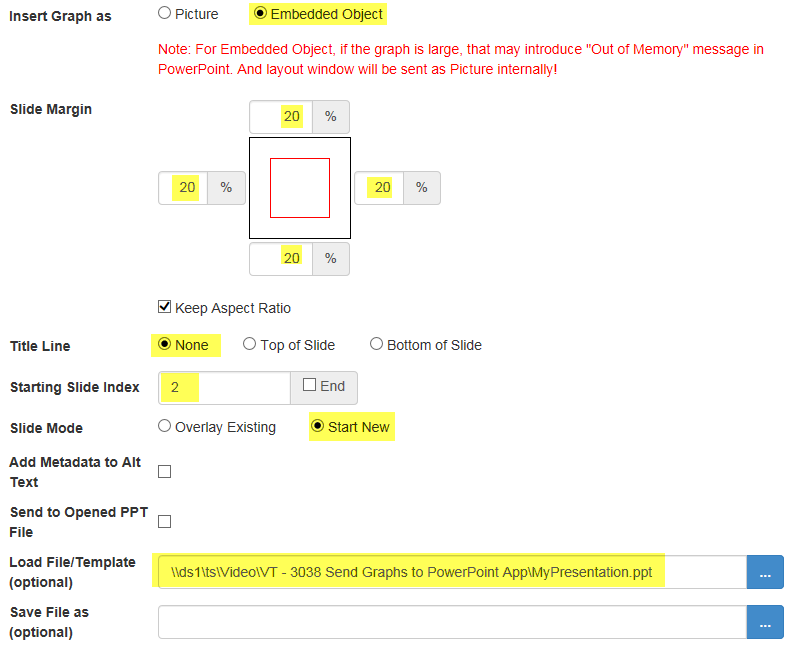 Insert Graph as Picture Embedded Object
Note: For Embedded Object, if the graph is large, that may introduce "Out of Memory" message in
PowerPoint. And layout window will be sent as Picture internally!
Slide Margin 20 %
20 % 20 %
20 %
Keep Aspect Ratio
Title Line None Top of Slide Bottom of Slide
Starting Slide Index 2 End
Slide Mode Overlay Existing Start New
Add Metadata to Alt
Text
Send to Opened PPT
File
Load File/Template
(optional) \\ds1\ts\Video\VT - 3038 Send Graphs to PowerPoint App\MyPresentation.ppt ...
Save File as
(optional) ...